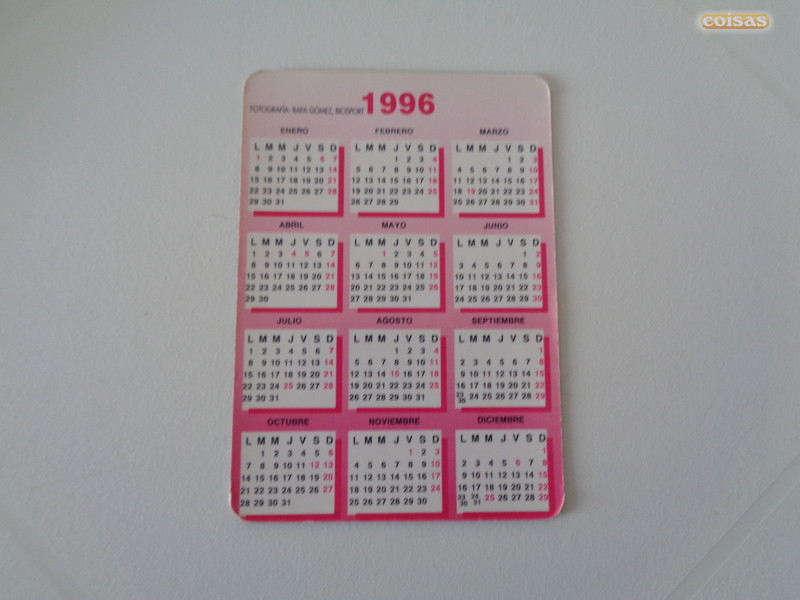 coisas
FOTOGRAFÍA: RAFA GÓMEZ, BIOSPORT 1996
ENERO
L M M J V S D
1 2 3 4 5 6 7
8 9 10 11 12 13 14
15 16 17 18 19 20 21
22 23 24 25 26 27 28
29 30 31
FEBRERO
L M M J V S D
1 2 3 4
5 6 7 8 9 10 11
12 13 14 15 16 17 18
19 20 21 22 23 24 25
26 27 28 29
MARZO
L M M J V S D
1 2 3
4 5 6 7 8 9 10
11 12 13 14 15 16 17
18 19 20 21 22 23 24
25 26 27 28 29 30 31
ABRIL
L M M J V S D
1 2 3 4 5 6 7
8 9 10 11 12 13 14
15 16 17 18 19 20 21
22 23 24 25 26 27 28
29 30
MAYO
L M M J V S D
1 2 3 4 5
6 7 8 9 10 11 12
13 14 15 16 17 18 19
20 21 22 23 24 25 26
27 28 29 30 31
JUNIO
L M M J V S D
1 2
3 4 5 6 7 8 9
10 11 12 13 14 15 16
17 18 19 20 21 22 23
24 25 26 27 28 29 30
JULIO
L M M J V S D
1 2 3 4 5 6 7
8 9 10 11 12 13 14
15 16 17 18 19 20 21
22 23 24 25 26 27 28
29 30 31
AGOSTO
L M M J V S D
1 2 3 4
5 6 7 8 9 10 11
12 13 14 15 16 17 18
19 20 21 22 23 24 25
26 27 28 29 30 31
SEPTIEMBRE
L M M J V S D
1
2 3 4 5 6 7 8
9 10 11 12 13 14 15
16 17 18 19 20 21 22
23 24 25 26 27 28 29
30
OCTUBRE
L M M J V S D
1 2 3 4 5 6
7 8 9 10 11 12 13
14 15 16 17 18 19 20
21 22 23 24 25 26 27
28 29 30 31
NOVIEMBRE
L M M J V S D
1 2 3
4 5 6 7 8 9 10
11 12 13 14 15 16 17
18 19 20 21 22 23 24
25 26 27 28 29 30
DICIEMBRE
L M M J V S D
1
2 3 4 5 6 7 8
9 10 11 12 13 14 15
16 17 18 19 20 21 22
23 24 25 26 27 28 29
30 31